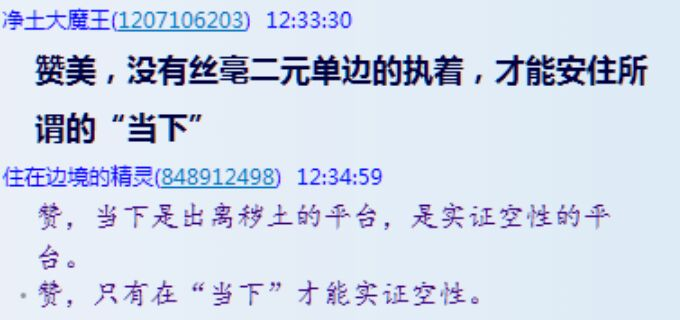 净土大魔王(1207106203) 12:33:30
赞美，没有丝毫二元单边的执着，才能安住所
谓的“当下”
住在边境的精灵(848912498) 12:34:59
赞，当下是出离秽土的平台，是实证空性的平
台。
赞，只有在“当下”才能实证空性。